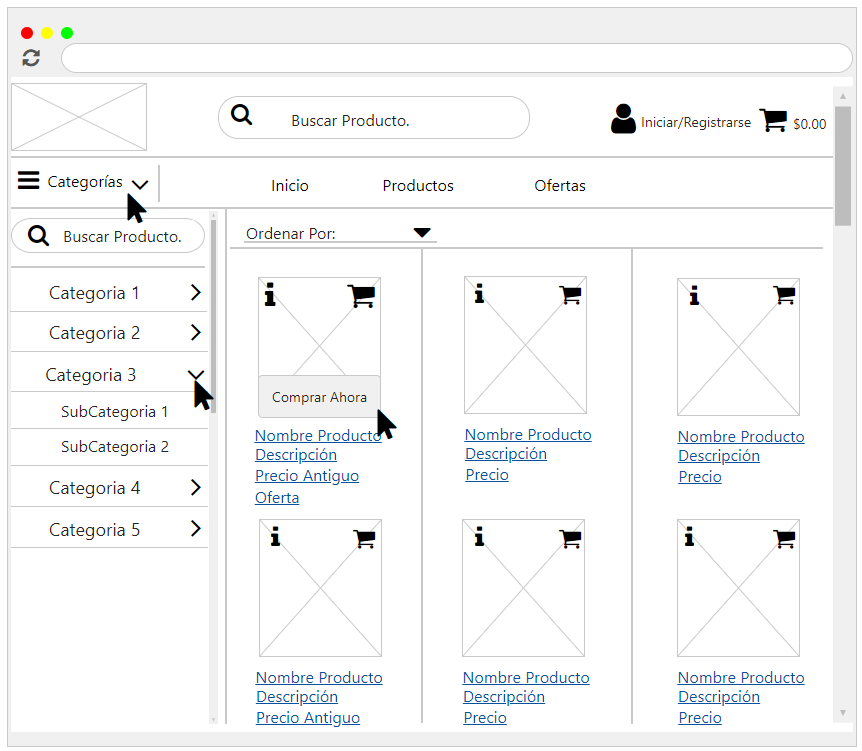 Buscar Producto.
Iniciar/Registrarse
$0.00
Categorías
Inicio
Productos
Ofertas
Buscar Producto.
Categoria 1
Categoria 2
Categoria 3
SubCategoria 1
SubCategoria 2
Categoria 4
Categoria 5
Ordenar Por:
Comprar Ahora
Nombre Producto
Descripción
Precio Antiguo
Oferta
Nombre Producto
Descripción
Precio
Nombre Producto
Descripción
Precio
Nombre Producto
Descripción
Precio Antiguo
Nombre Producto
Descripción
Precio
Nombre Producto
Descripción
Precio